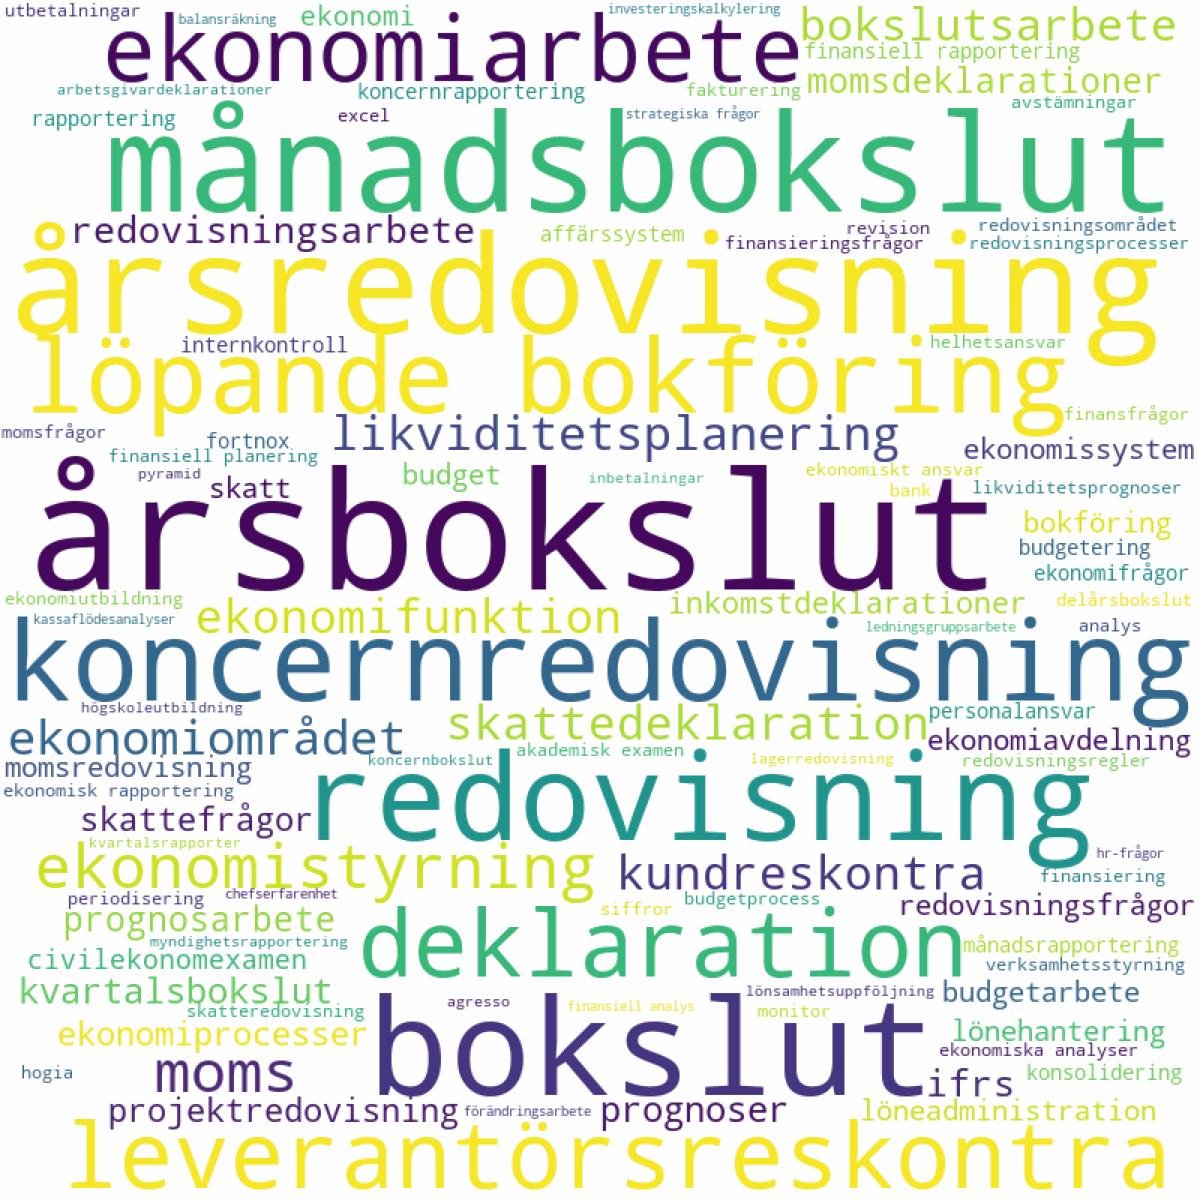 utbetalningar
balansräkning
ekonomi
investeringskalkylering
bokslutsarbete
ekonomiarbete
finansiell rapportering
momsdeklarationer
arbetsgivardeklarationer
koncernrapportering
fakturering
avstämningar
rapportering
excel
strategiska frågor
månadsbokslut
redovisningsarbete
affärssystem
revision
redovisningsområdet
finansieringsfrågor
redovisningsprocesser
årsredovisning
internkontroll
helhetsansvar
löpande bokföring
finansfrågor
momsfrågor
fortnox
likviditetsplanering
ekonomissystem
finansiell planering
pyramid
skatt
budget
inbetalningar
ekonomiskt ansvar
bank
likviditetsprognoser
årsbokslut
bokföring
budgetering
ekonomifrågor
ekonomiutbildning
ekonomifunktion
inkomstdeklarationer
delårsbokslut
kassaflödesanalyser
ledningsgruppsarbete
analys
koncernredovisning
högskoleutbildning
skattedeklaration
personalansvar
ekonomiområdet
akademisk examen
ekonomiavdelning
momsredovisning
koncernbokslut
lagerredovisning
redovisningsregler
ekonomisk rapportering
redovisning
skattefrågor
kvartalsrapporter
ekonomistyrning
kundreskontra
hr-frågor
finansiering
periodisering
chefserfarenhet
siffror
budgetprocess
redovisningsfrågor
prognosarbete
myndighetsrapportering
deklaration
månadsrapportering
civilekonomexamen
verksamhetsstyrning
kvartalsbokslut
agresso
finansiell analys
lönsamhetsuppföljning
monitor
budgetarbete
skatteredovisning
ekonomiprocesser
bokslut
lönehantering
ekonomiska analyser
hogia
moms
ifrs
konsolidering
projektredovisning
förändringsarbete
prognoser
löneadministration
leverantörsreskontra